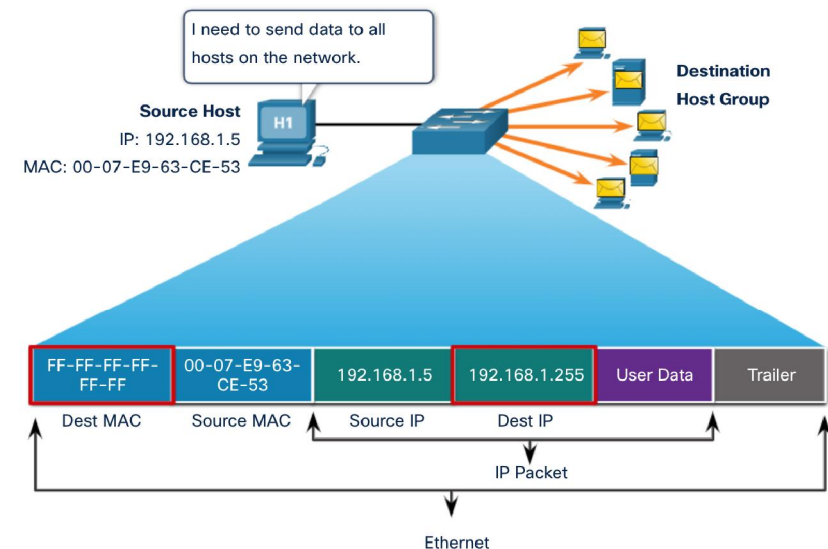 I need to send data to all
hosts on the network.
Destination
Host Group
Source Host
H1
IP: 192.168.1.5
MAC: 00-07-E9-63-CE-53
FF-FF-FF-FF-
FF-FF
00-07-E9-63-
CE-53
192.168.1.5
192.168.1.255
User Data
Trailer
Dest MAC
Source MAC
Source IP
Dest IP
IP Packet
Ethernet